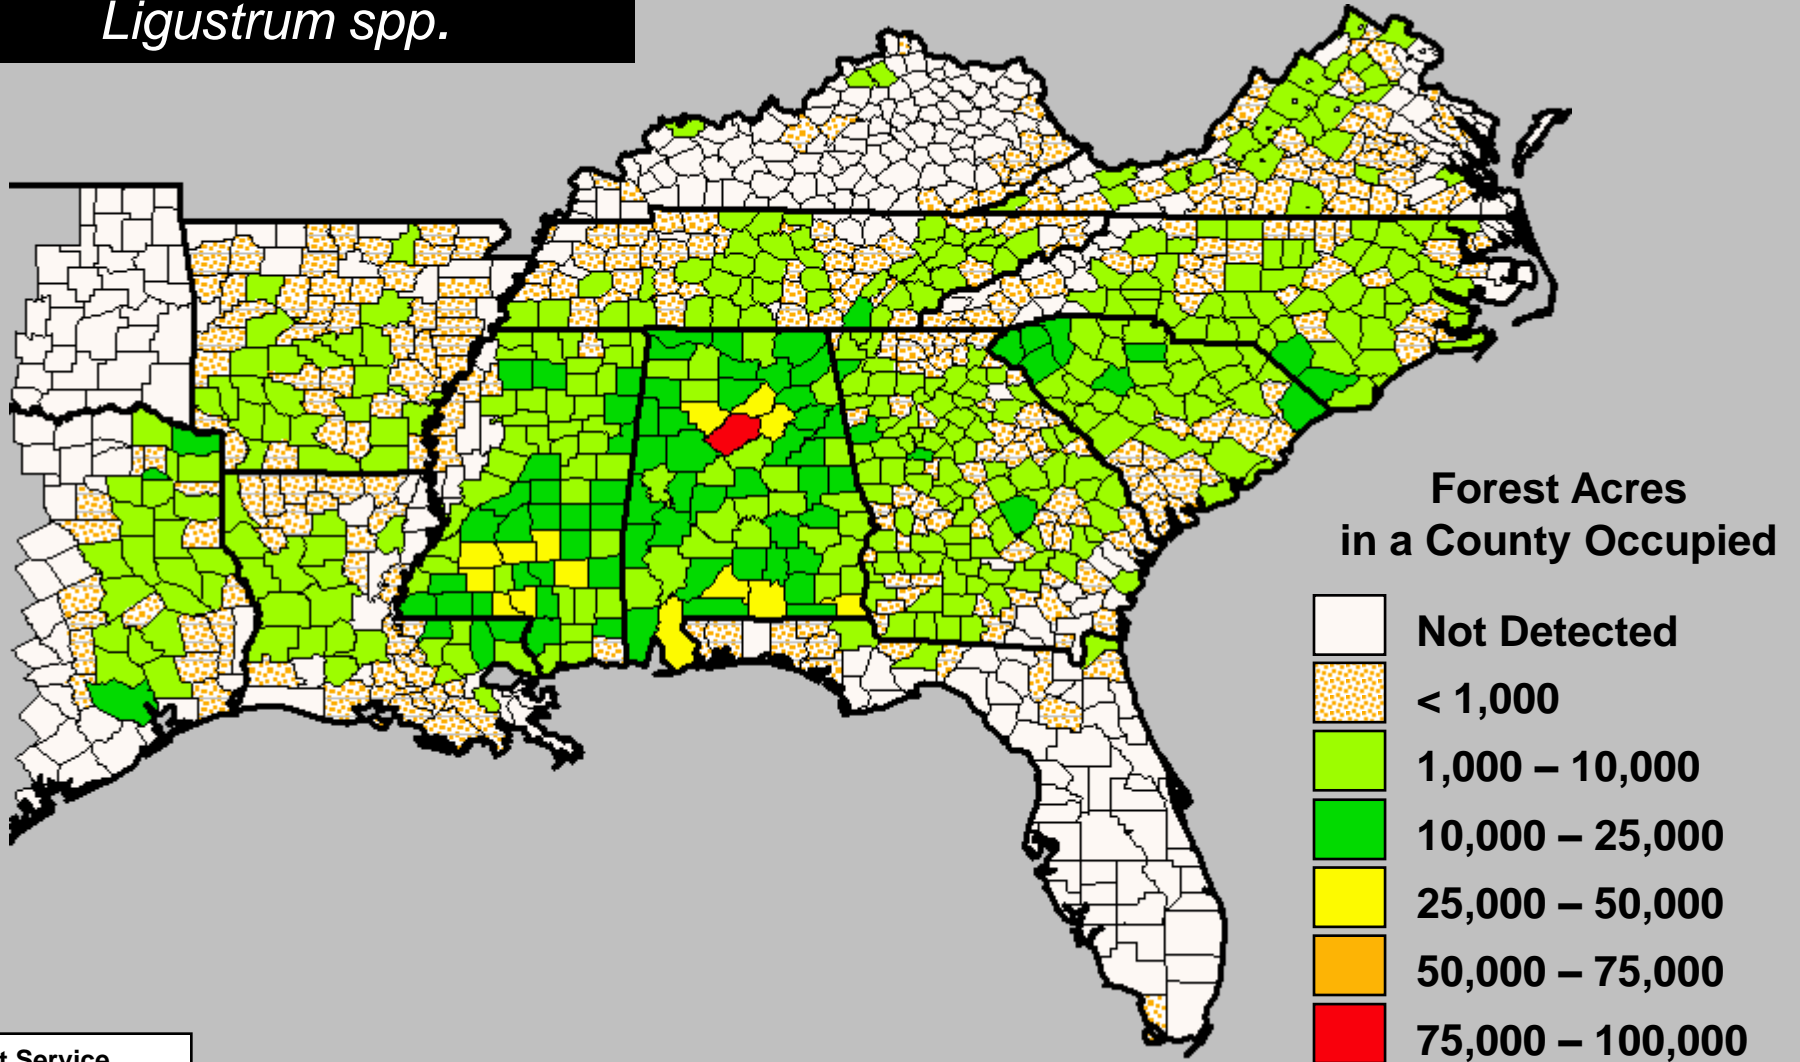 Ligustrum spp.
Forest Acres
in a County Occupied
Not Detected
< 1,000
1,000 – 10,000
10,000 – 25,000
25,000 – 50,000
50,000 – 75,000
75,000 – 100,000
t Service